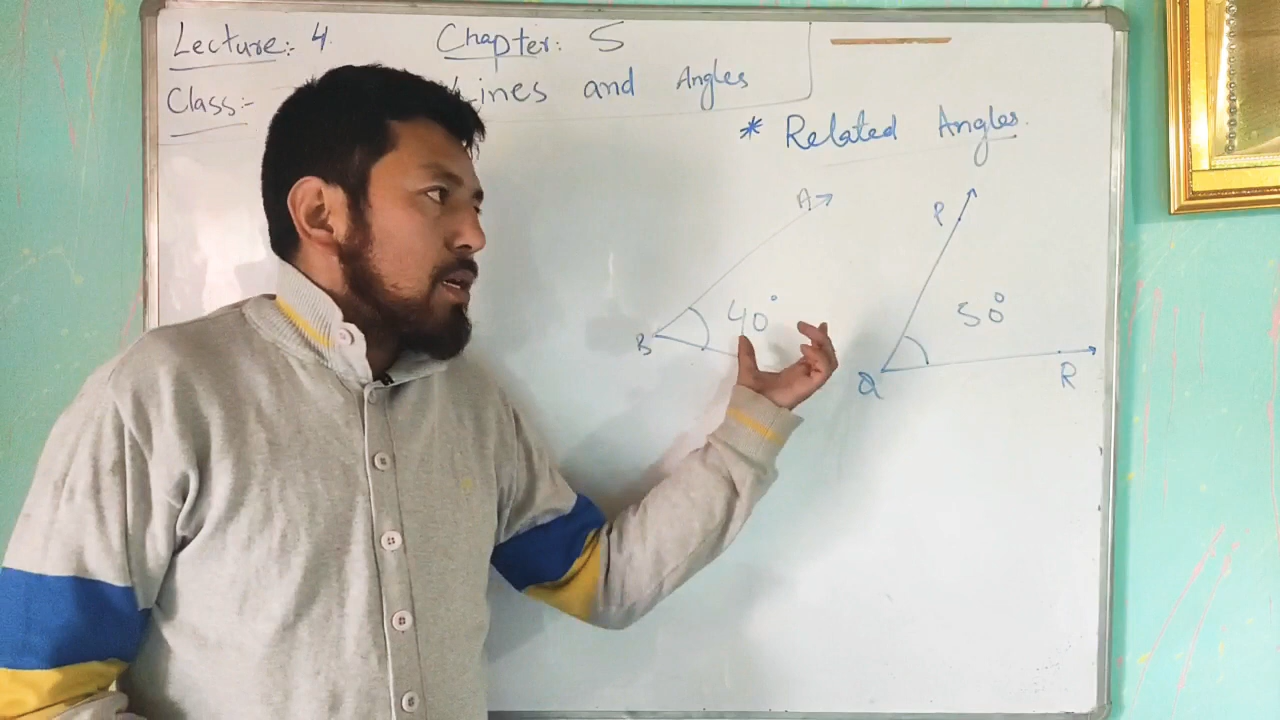 Lecture:- 4.
Chapter: 5
Class:-
Lines and Angles
* Related Angles.
A
P
B
40°
50°
Q
R